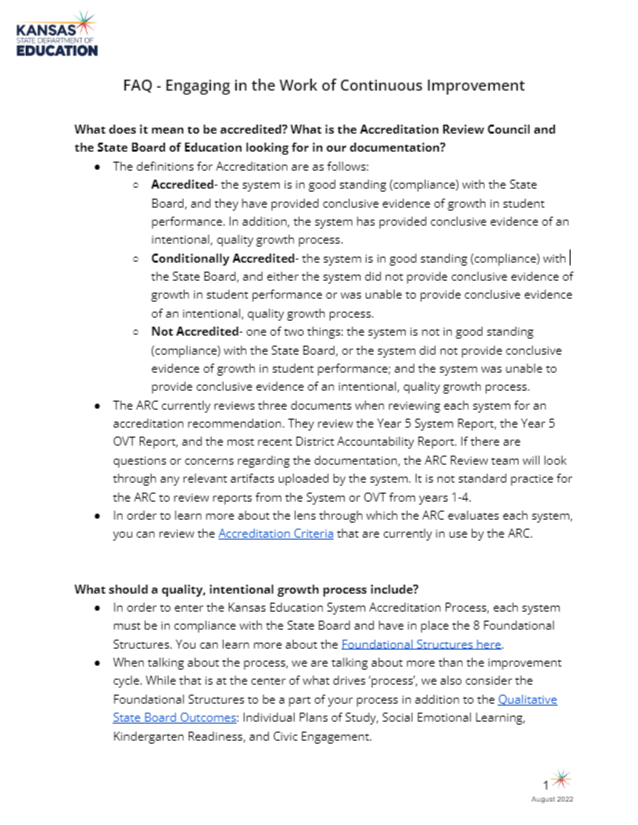 KANSAS
STATE DEPARTMENT OF
EDUCATION
FAQ - Engaging in the Work of Continuous Improvement
What does it mean to be accredited? What is the Accreditation Review Council and
the State Board of Education looking for in our documentation?
● The definitions for Accreditation are as follows:
○ Accredited- the system is in good standing (compliance) with the State
Board, and they have provided conclusive evidence of growth in student
performance. In addition, the system has provided conclusive evidence of an
intentional, quality growth process.
○ Conditionally Accredited- the system is in good standing (compliance) with
the State Board, and either the system did not provide conclusive evidence of
growth in student performance or was unable to provide conclusive evidence
of an intentional, quality growth process.
○ Not Accredited- one of two things: the system is not in good standing
(compliance) with the State Board, or the system did not provide conclusive
evidence of growth in student performance; and the system was unable to
provide conclusive evidence of an intentional, quality growth process.
● The ARC currently reviews three documents when reviewing each system for an
accreditation recommendation. They review the Year 5 System Report, the Year 5
OVT Report, and the most recent District Accountability Report. If there are
questions or concerns regarding the documentation, the ARC Review team will look
through any relevant artifacts uploaded by the system. It is not standard practice for
the ARC to review reports from the System or OVT from years 1-4.
● In order to learn more about the lens through which the ARC evaluates each system,
you can review the Accreditation Criteria that are currently in use by the ARC.
What should a quality, intentional growth process include?
● In order to enter the Kansas Education System Accreditation Process, each system
must be in compliance with the State Board and have in place the 8 Foundational
Structures. You can learn more about the Foundational Structures here.
● When talking about the process, we are talking about more than the improvement
cycle. While that is at the center of what drives ‘process’, we also consider the
Foundational Structures to be a part of your process in addition to the Qualitative
State Board Outcomes: Individual Plans of Study, Social Emotional Learning,
Kindergarten Readiness, and Civic Engagement.
1
August 2022